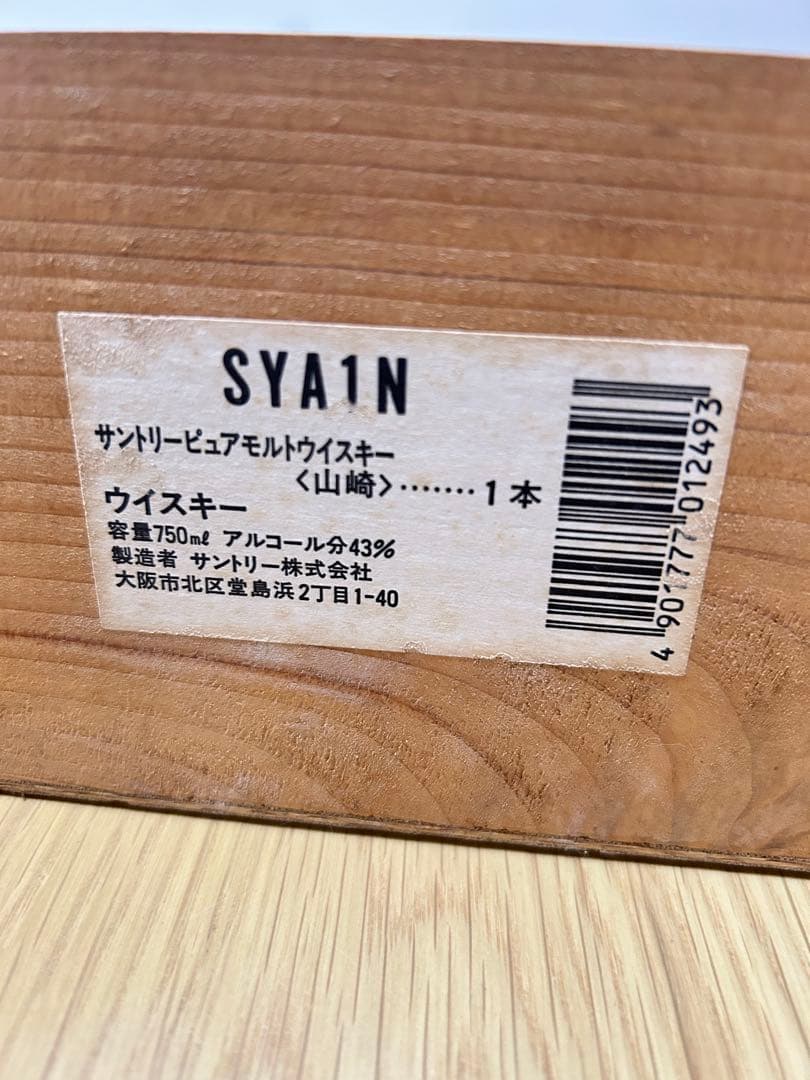 SYA1N
サントリーピュアモルトウイスキー
〈山崎〉‥‥‥・1本
ウイスキー
容量750㎖ アルコール分43%
製造者 サントリー株式会社
大阪市北区堂島浜2丁目1-40
4 901777 012493